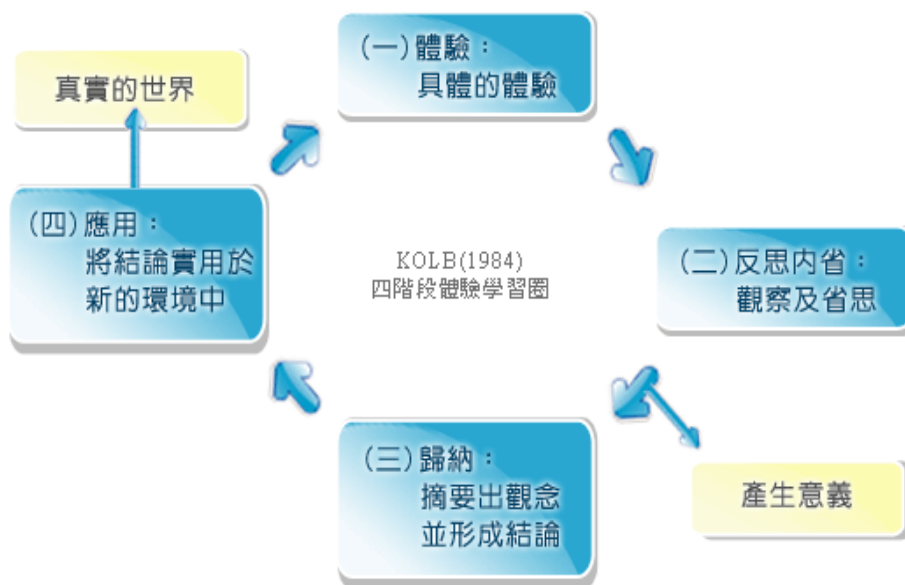 (一)體驗：
具體的體驗
真實的世界
(四)應用：
將結論實用於
新的環境中
KOLB(1984)
四階段體驗學習圈
(二)反思內省：
觀察及省思
(三)歸納：
摘要出觀念
並形成結論
產生意義